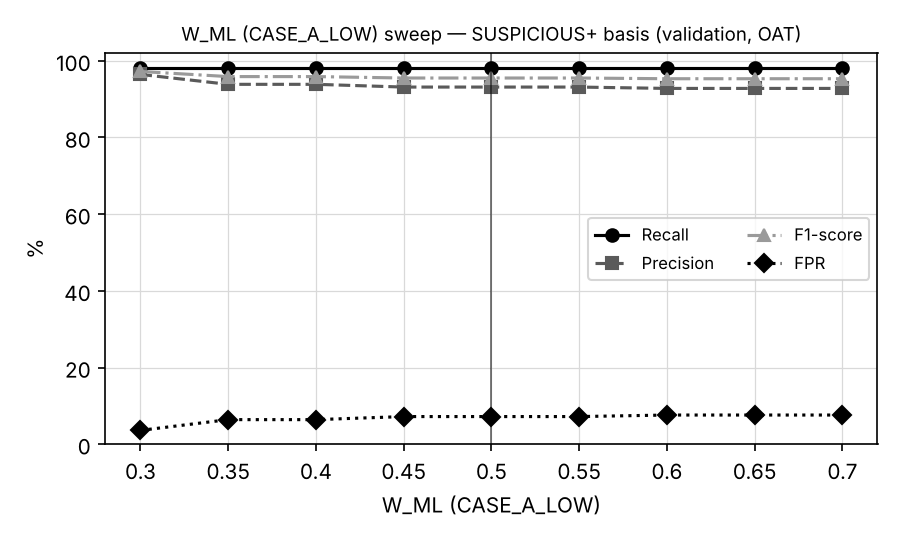 W_ML (CASE_A_LOW) sweep — SUSPICIOUS+ basis (validation, OAT)
100
80
60
40
20
0
%
Recall
Precision
F1-score
FPR
0.3 0.35 0.4 0.45 0.5 0.55 0.6 0.65 0.7
W_ML (CASE_A_LOW)